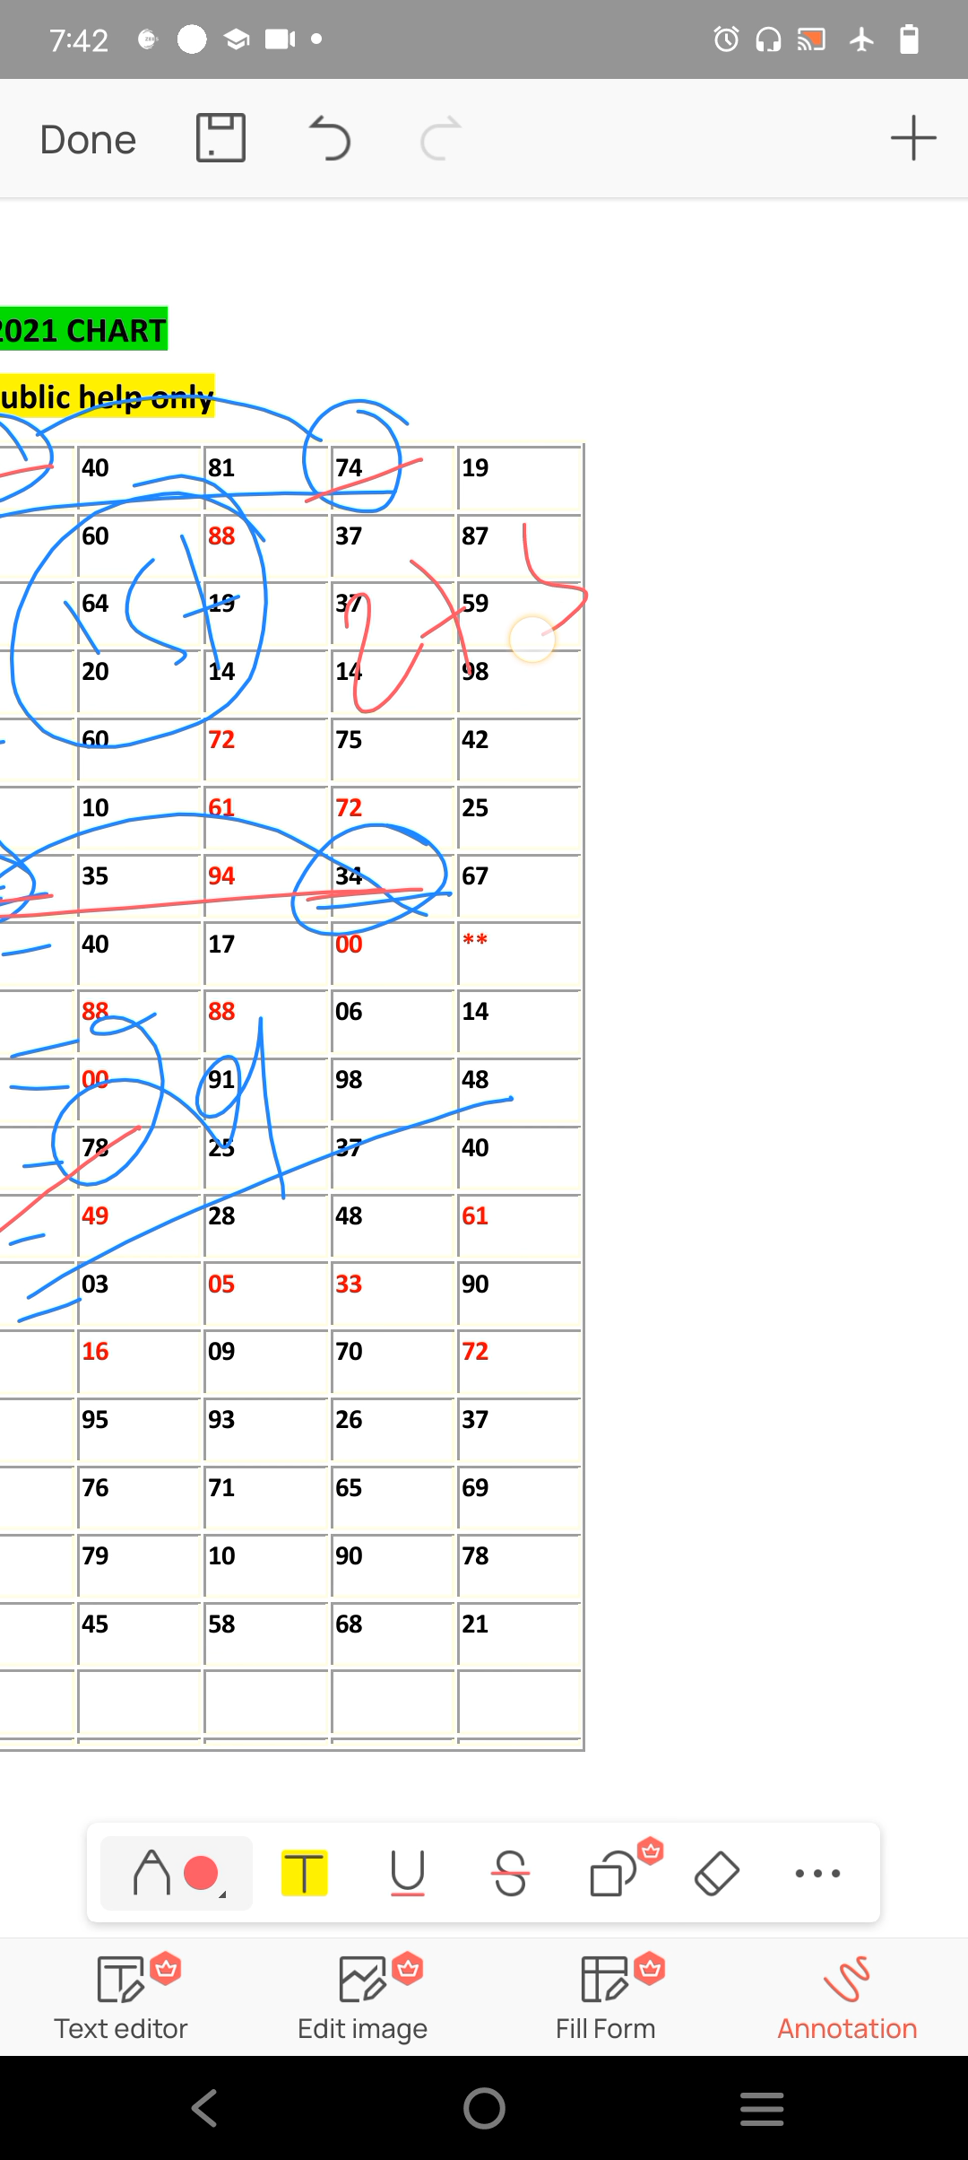 7:42
Done
2021 CHART
ublic help only
40 81 74 19
60 88 37 87
64 19 37 59
20 14 14 98
60 72 75 42
10 61 72 25
35 94 34 67
40 17 00 **
88 88 06 14
00 91 98 48
78 25 37 40
49 28 48 61
03 05 33 90
16 09 70 72
95 93 26 37
76 71 65 69
79 10 90 78
45 58 68 21
T U S
Text editor Edit image Fill Form Annotation